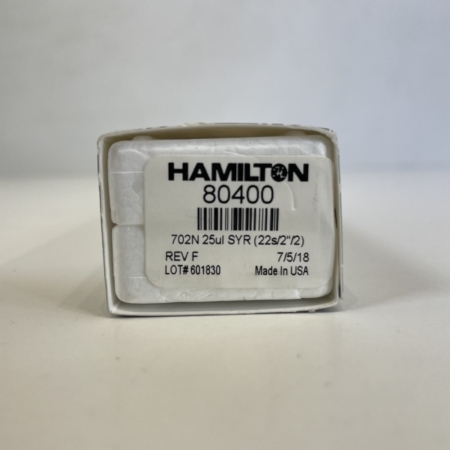 HAMILTON
80400
702N 25ul SYR (22s/2"/2)
REV F 7/5/18
LOT# 601830 Made In USA